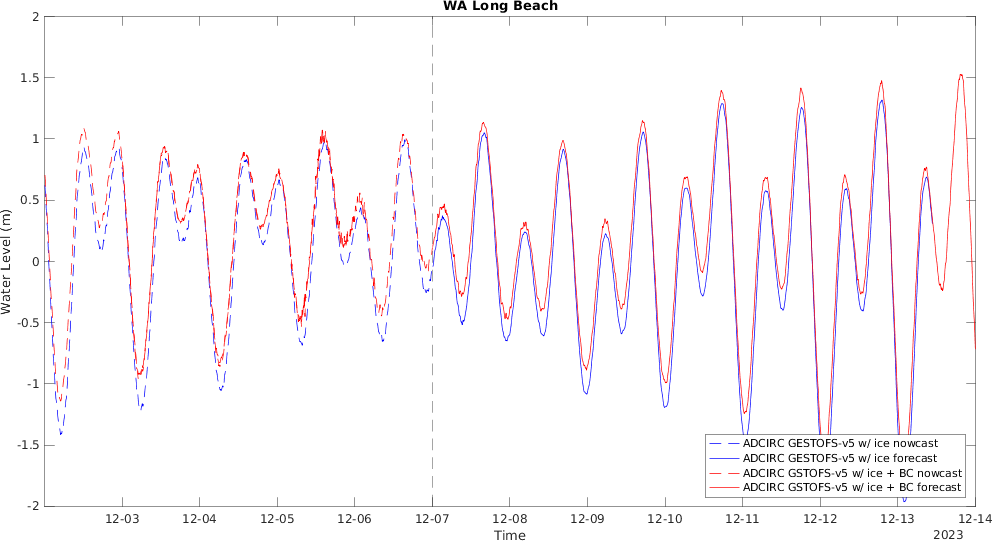 WA Long Beach
2
1.5
1
0.5
0
-0.5
-1
-1.5
-2
Water Level (m)
12-03 12-04 12-05 12-06 12-07 12-08 12-09 12-10 12-11 12-12 12-13 12-14
Time
2023
ADCIRC GESTOFS-v5 w/ ice nowcast
ADCIRC GESTOFS-v5 w/ ice forecast
ADCIRC GSTOFS-v5 w/ ice + BC nowcast
ADCIRC GSTOFS-v5 w/ ice + BC forecast